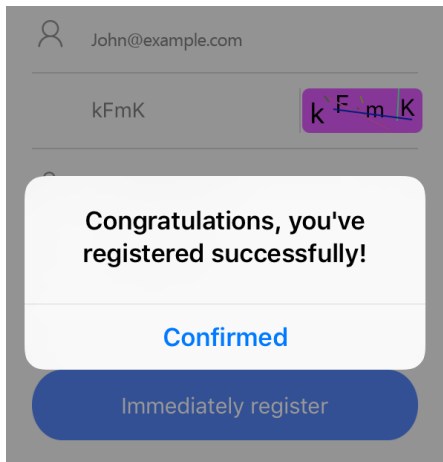 John@example.com
kFmK kFmK
Congratulations, you've
registered successfully!
Confirmed
Immediately register